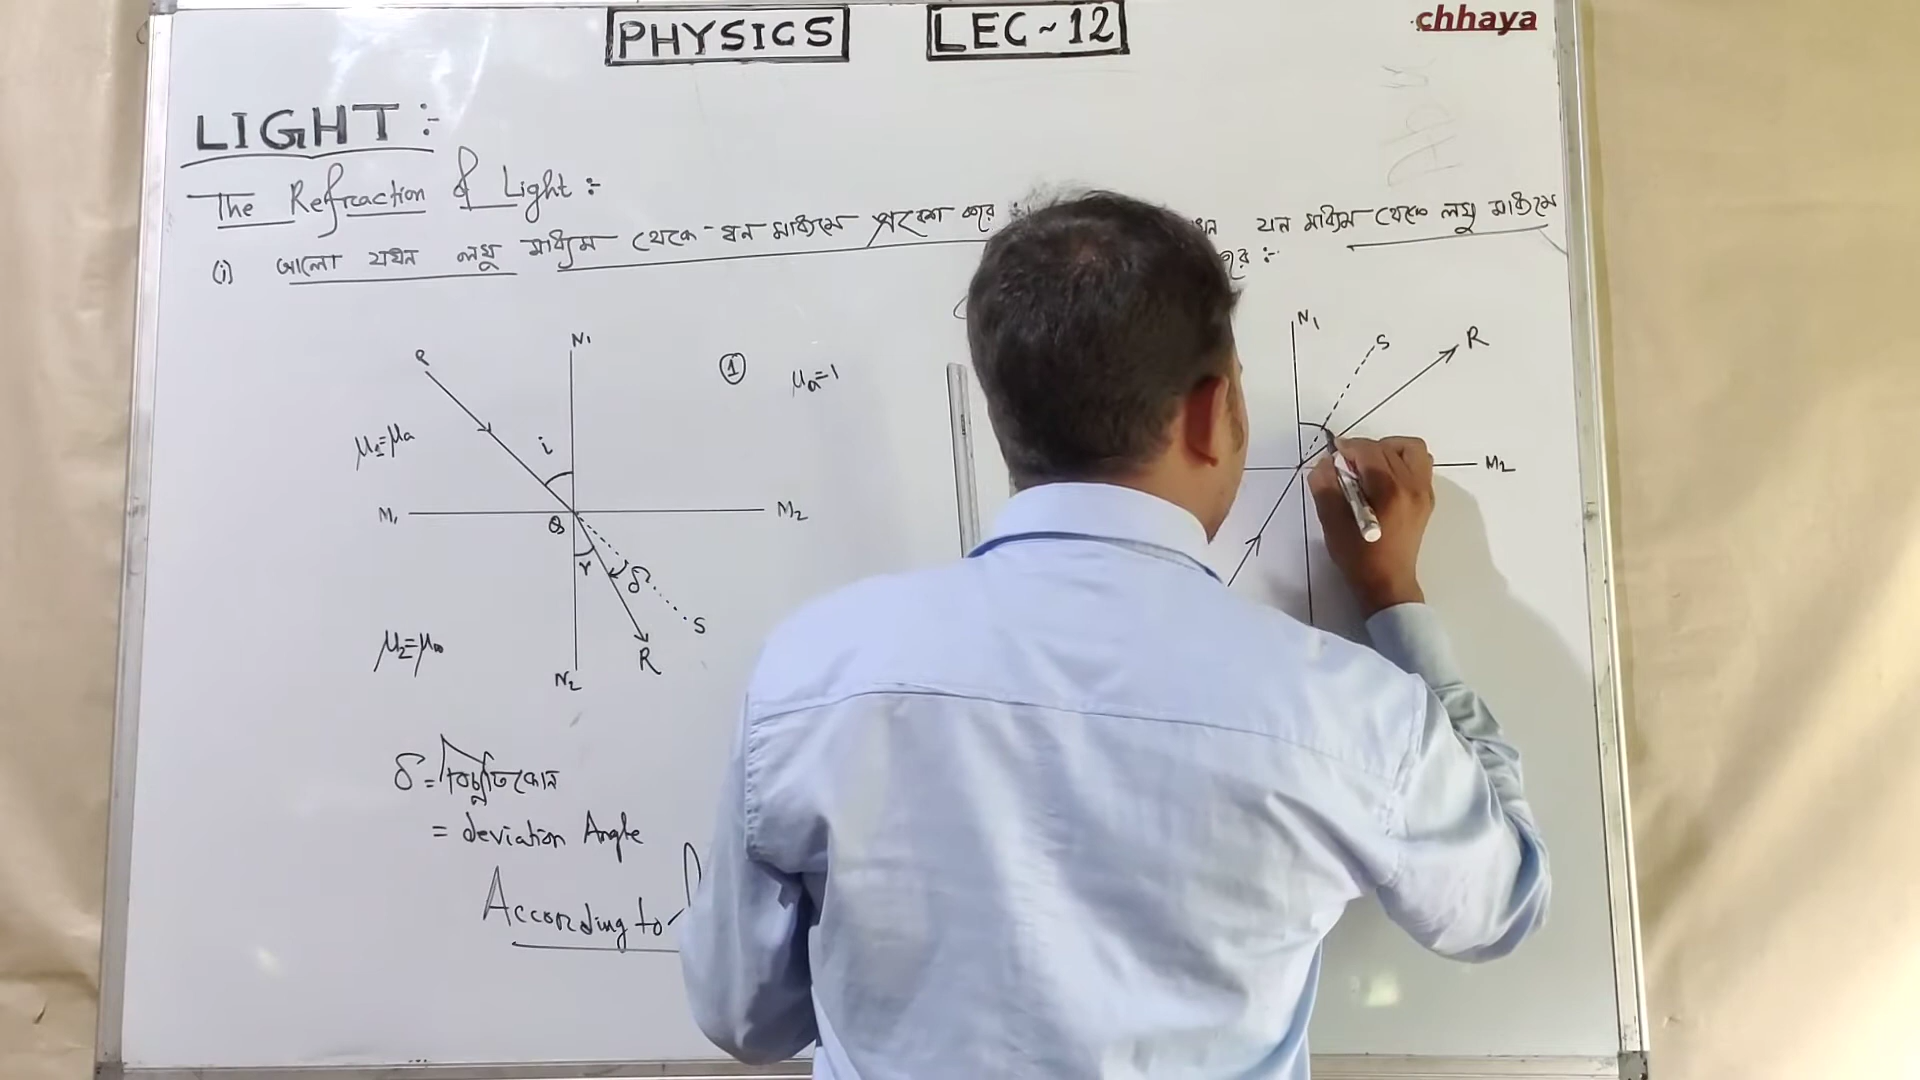 PHYSICS LEC~12
chhaya
LIGHT :-
The Refraction of Light :-
(i) আলো যখন লঘু মাধ্যম থেকে - ঘন মাধ্যমে প্রবেশ করে :
ঘন মাধ্যম থেকে লঘু মাধ্যমে
:-
N1
P
i
μ1=μa
M1
M2
Q
r
δ
S
R
N2
μ2=μω
① μa=1
δ = বিচ্যুতিকোন
= deviation Angle
According to
N1
S
R
M2